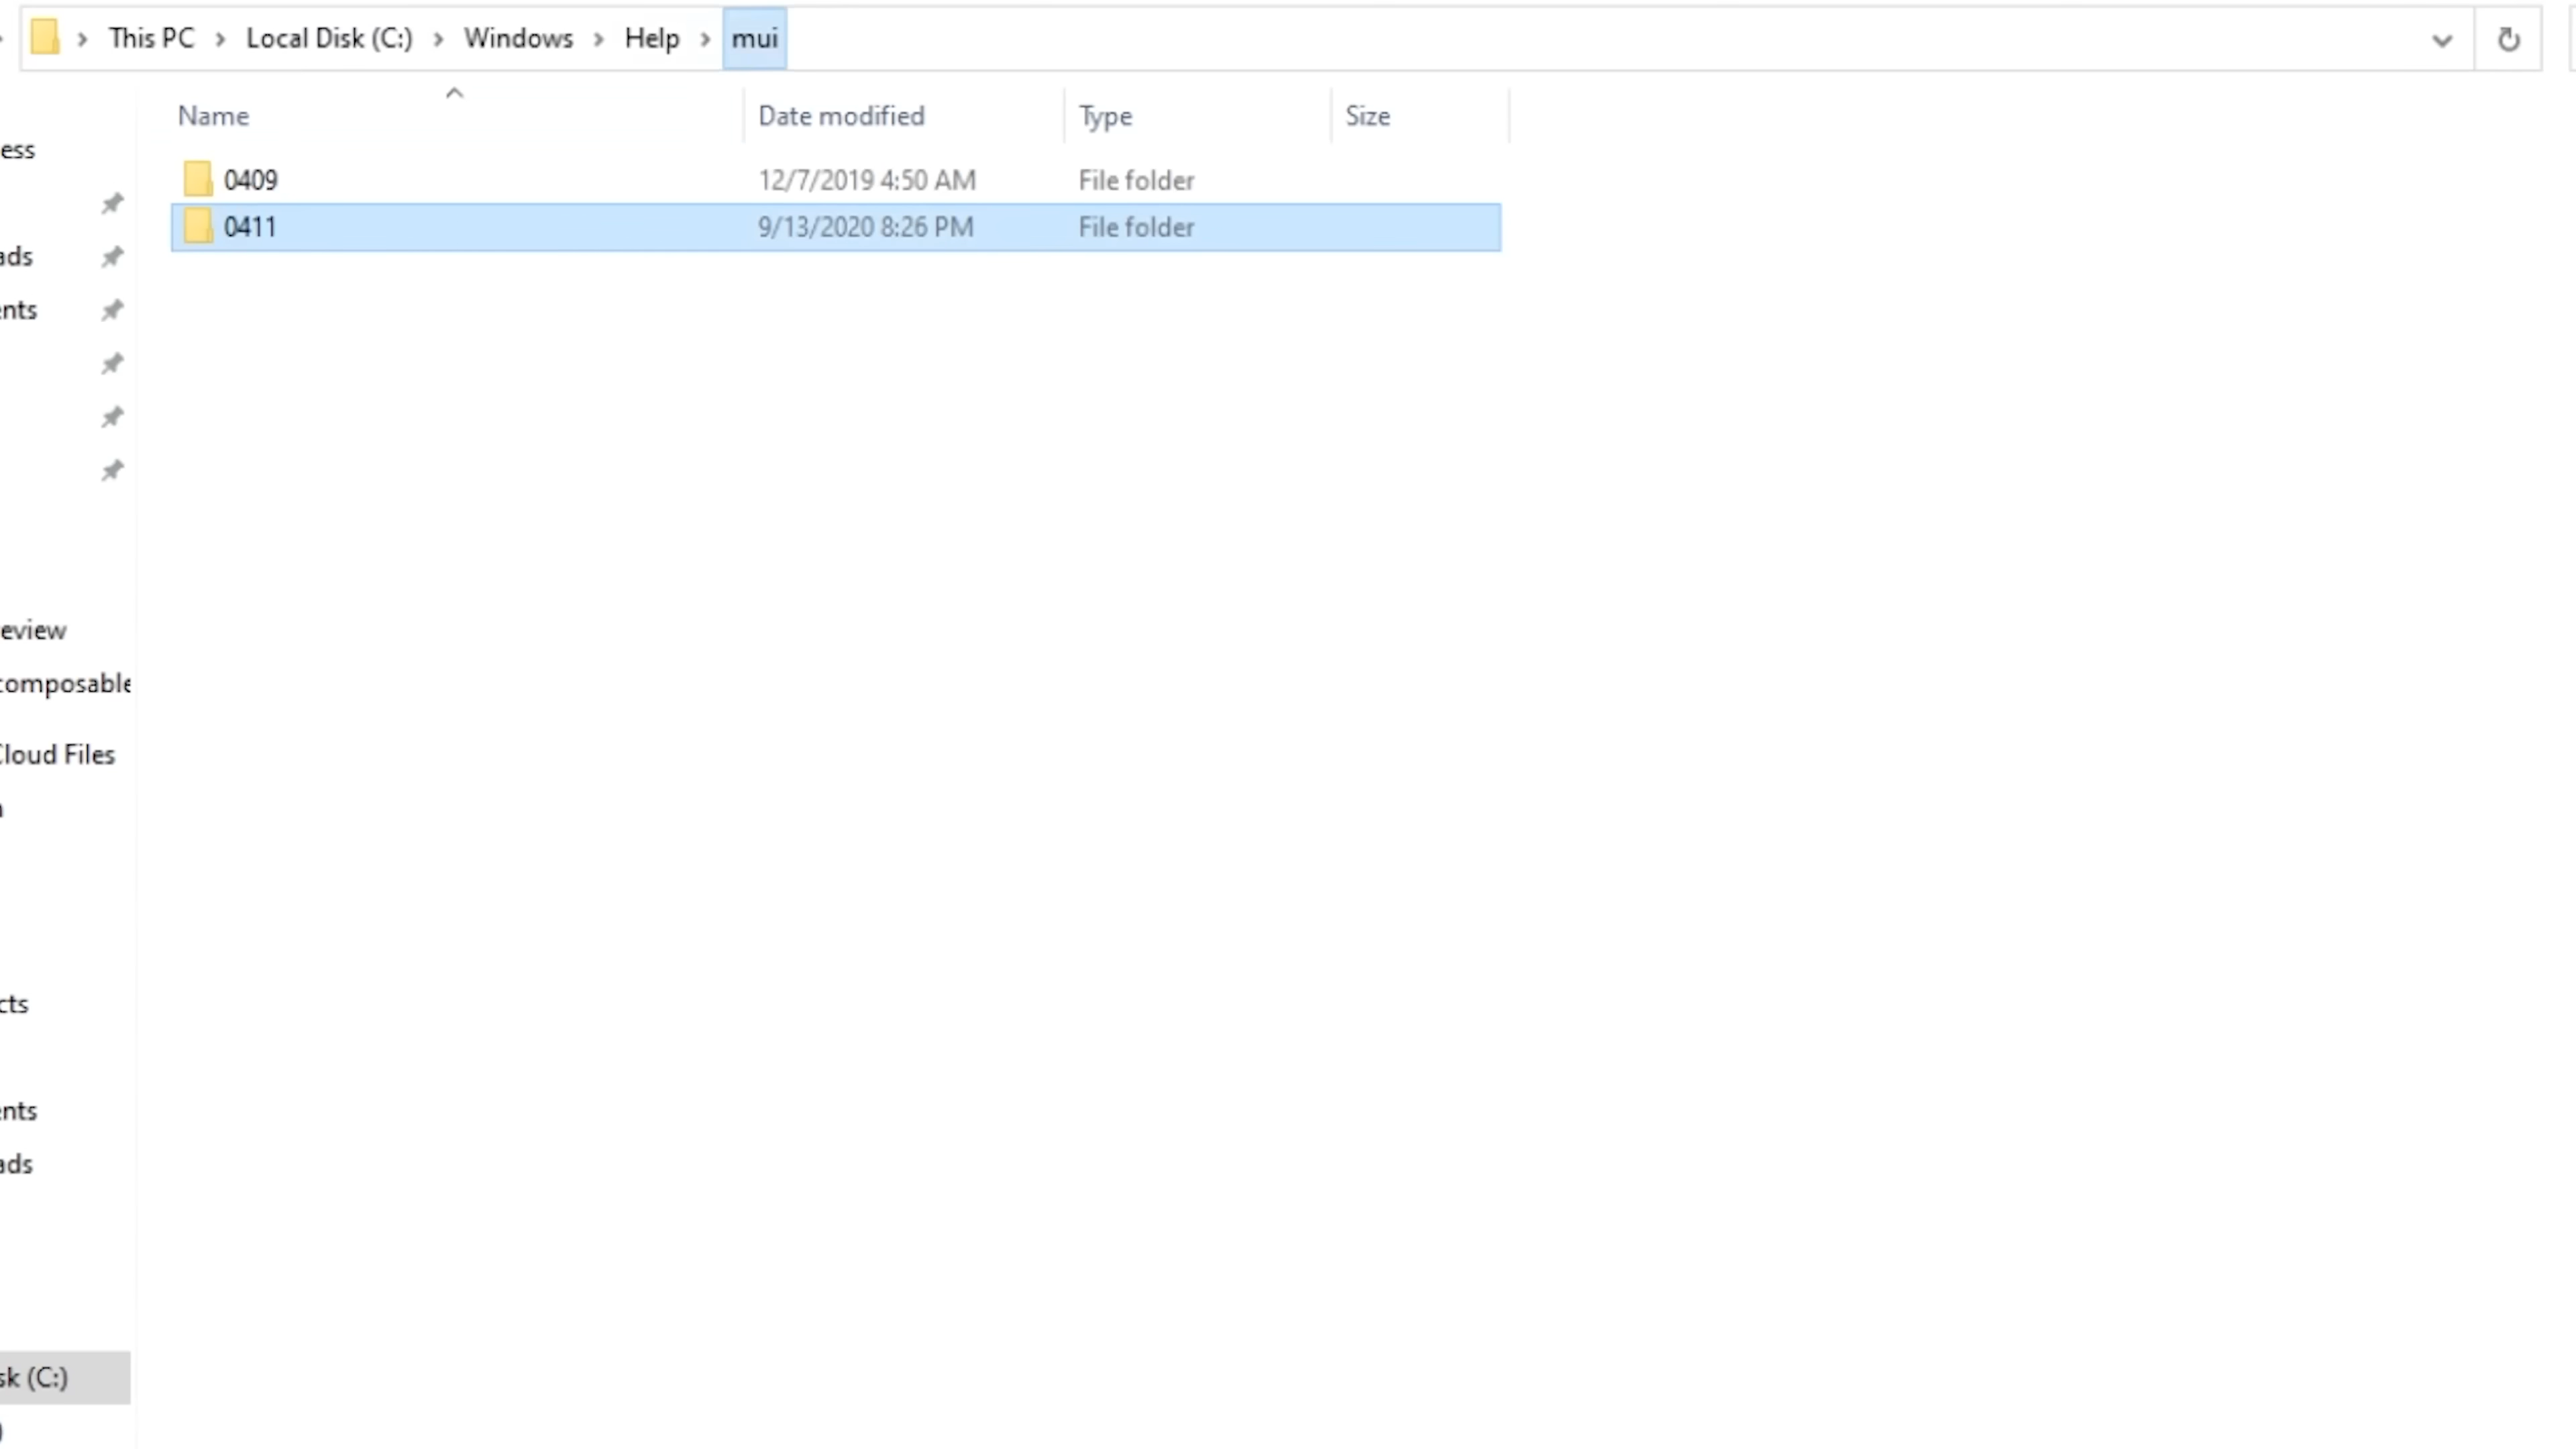 This PC > Local Disk (C:) > Windows > Help > mui
Name Date modified Type Size
ess
0409 12/7/2019 4:50 AM File folder
0411 9/13/2020 8:26 PM File folder
ads
ents
eview
composable
Cloud Files
cts
ents
ads
sk (C:)